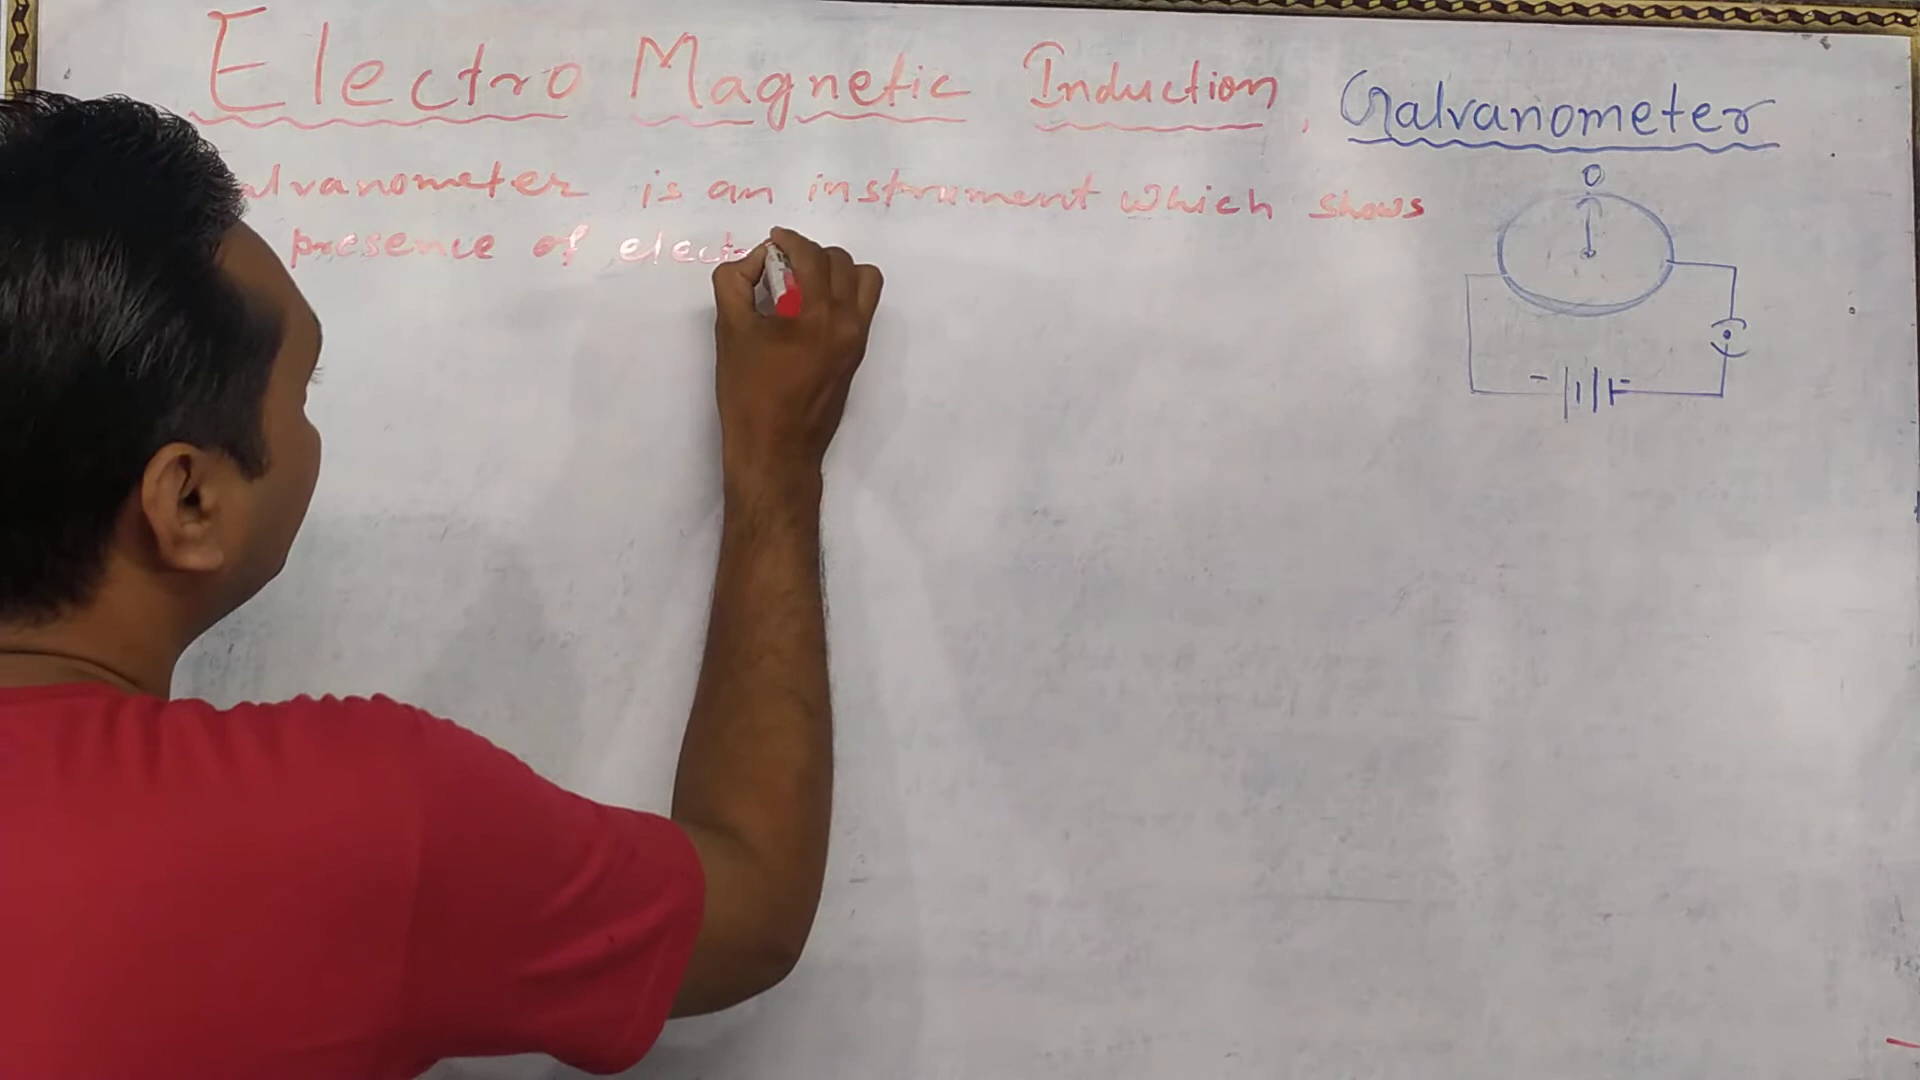 Electro Magnetic Induction, Galvanometer
alvanometer is an instrument which shows
presence of elect
0
- -